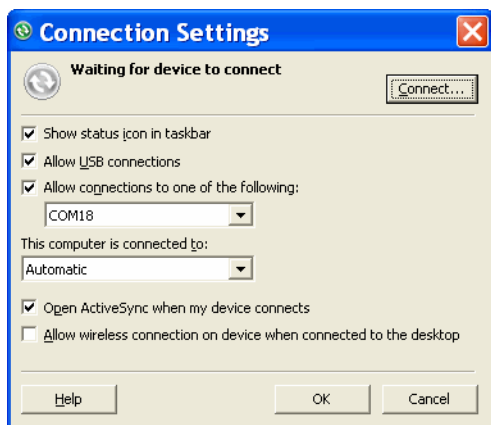 Connection Settings
Waiting for device to connect
Connect...
Show status icon in taskbar
Allow USB connections
Allow connections to one of the following:
COM18
This computer is connected to:
Automatic
Open ActiveSync when my device connects
Allow wireless connection on device when connected to the desktop
Help OK Cancel